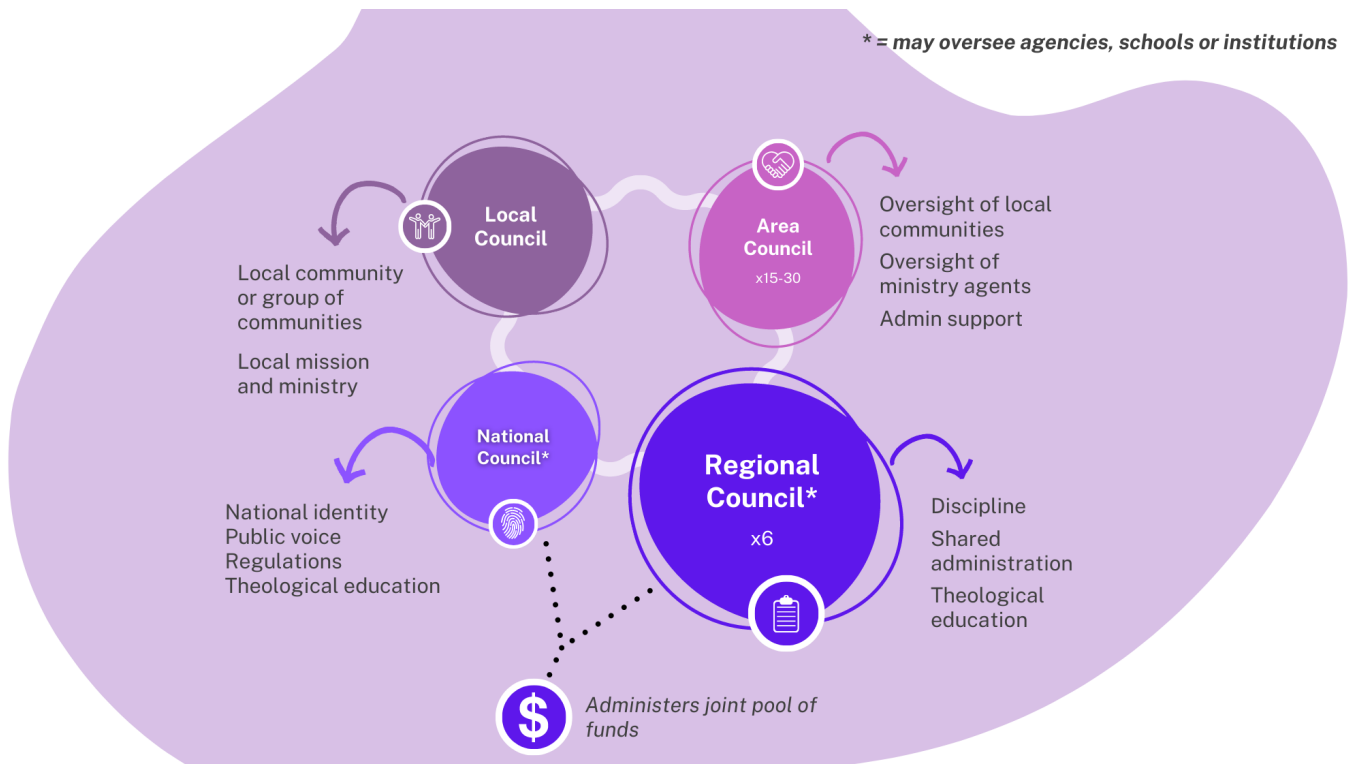 * = may oversee agencies, schools or institutions
Local
Council
Local community
or group of
communities
Local mission
and ministry
Area
Council
x15-30
Oversight of local
communities
Oversight of
ministry agents
Admin support
National
Council*
National identity
Public voice
Regulations
Theological education
Regional
Council*
x6
Discipline
Shared
administration
Theological
education
$
Administers joint pool of
funds